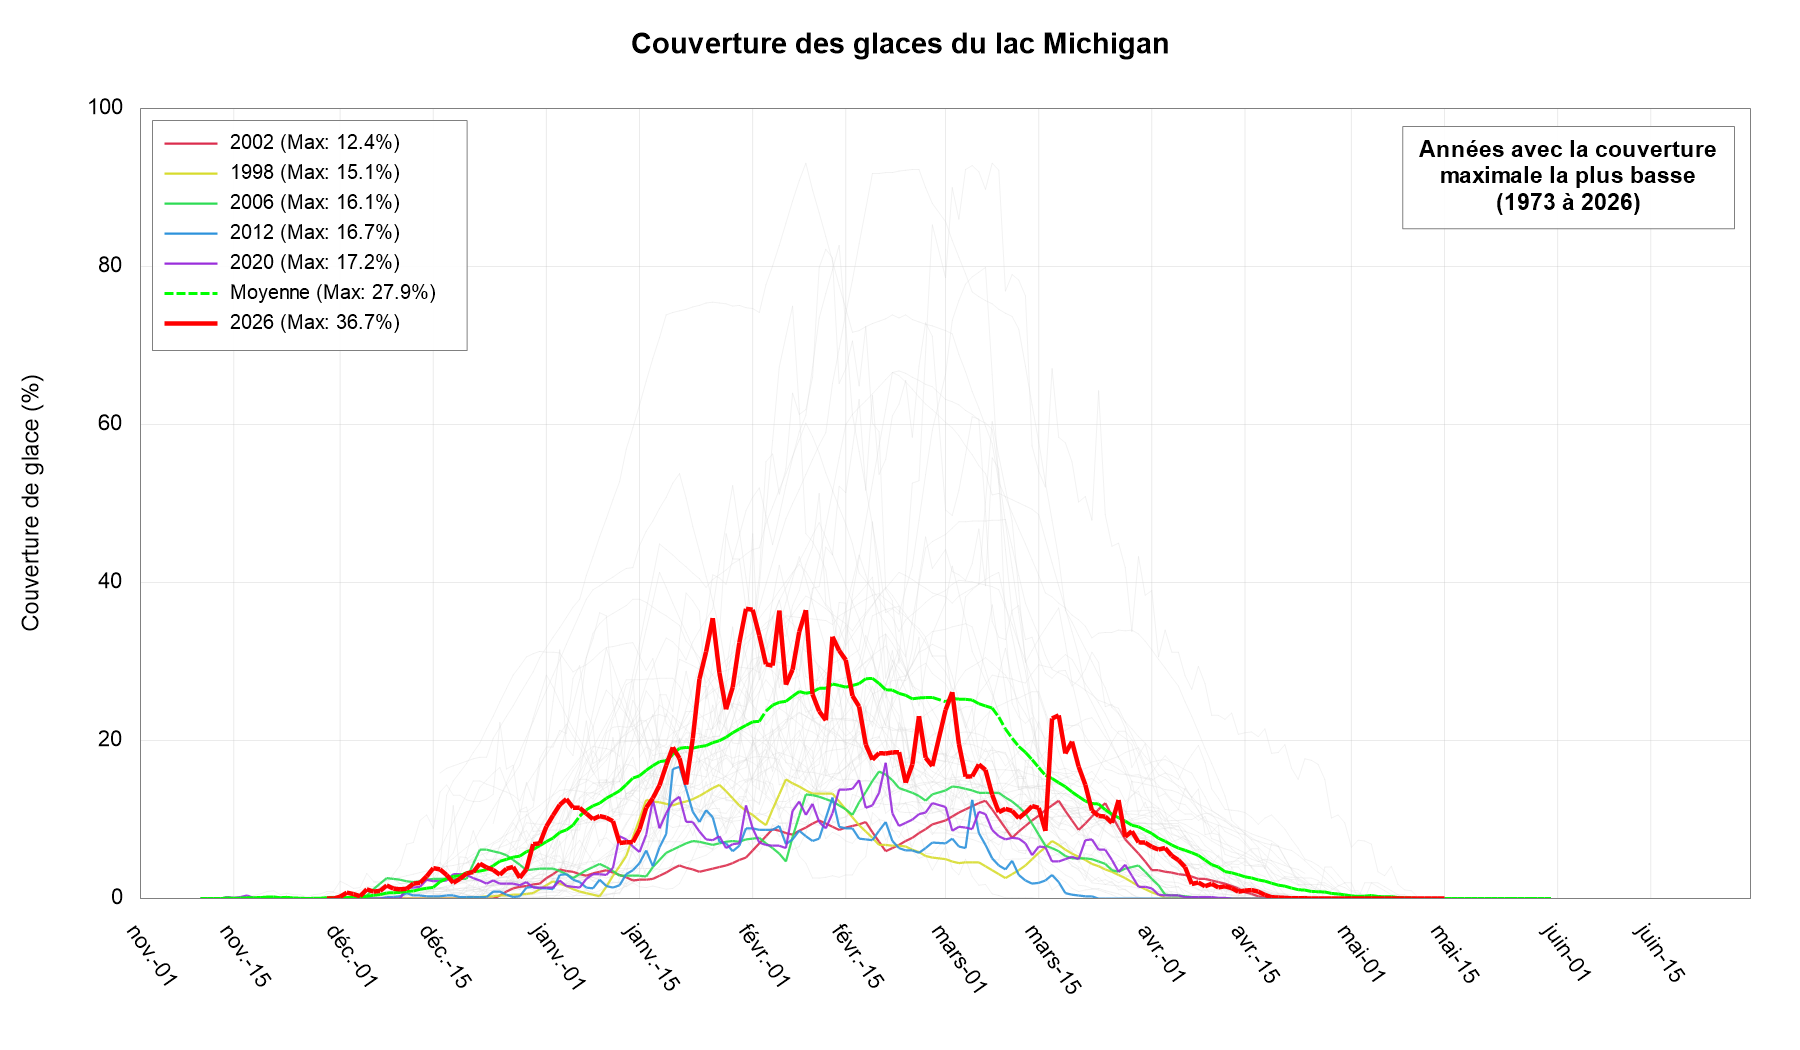 Couverture des glaces du lac Michigan
100
80
60
40
20
0
Couverture de glace (%)
2002 (Max: 12.4%)
1998 (Max: 15.1%)
2006 (Max: 16.1%)
2012 (Max: 16.7%)
2020 (Max: 17.2%)
Moyenne (Max: 27.9%)
2026 (Max: 36.7%)
Années avec la couverture
maximale la plus basse
(1973 à 2026)
nov.-01
nov.-15
déc.-01
déc.-15
janv.-01
janv.-15
févr.-01
févr.-15
mars-01
mars-15
avr.-01
avr.-15
mai-01
mai-15
juin-01
juin-15